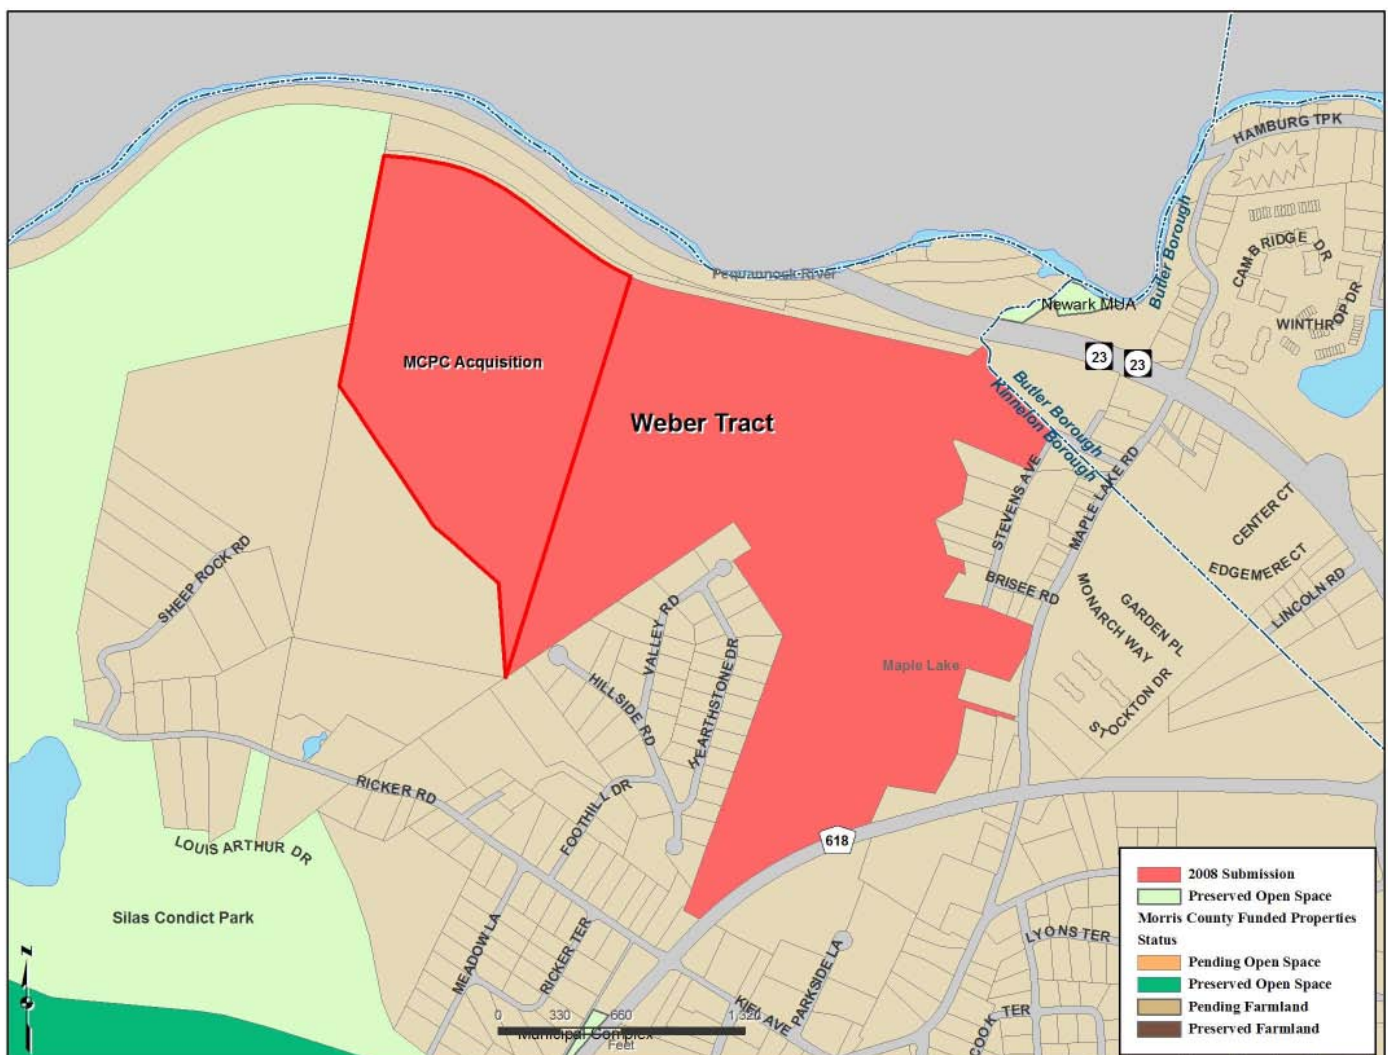 HAMBURG TPK
Butler Borough
CAMBRIDGE DR
WINTHROP DR
Pequannock River
Newark MUA
23
23
MCPC Acquisition
Weber Tract
Butler Borough
Kinnelon Borough
STEVENS AVE
MAPLE LAKE RD
CENTER CT
EDGEMERE CT
LINCOLN RD
BRISEE RD
MONARCH WAY
GARDEN PL
STOCKTON DR
Maple Lake
SHEEP ROCK RD
VALLEY RD
HEARTHSTONE DR
HILLSIDE RD
FOOTHILL DR
RICKER RD
LOUIS ARTHUR DR
618
Silas Condict Park
MEADOW LA
RICKER TER
KIEL AVE
PARKSIDE LA
LYONS TER
COOK TER
Municipal Complex
z
0 330 660 1,320
Feet
2008 Submission
Preserved Open Space
Morris County Funded Properties
Status
Pending Open Space
Preserved Open Space
Pending Farmland
Preserved Farmland